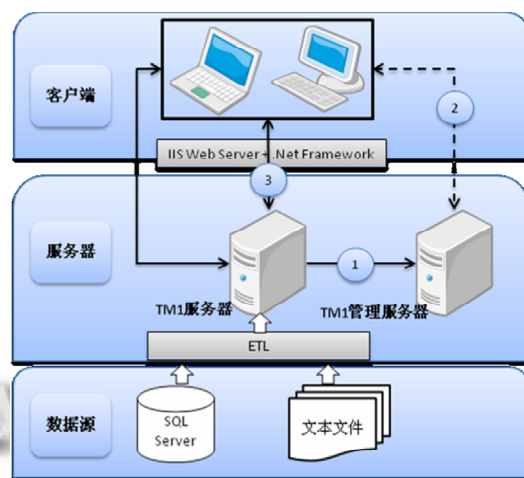 客户端
2
IIS Web Server + .Net Framework
3
服务器
1
TM1服务器
TM1管理服务器
ETL
数据源
SQL
Server
文本文件